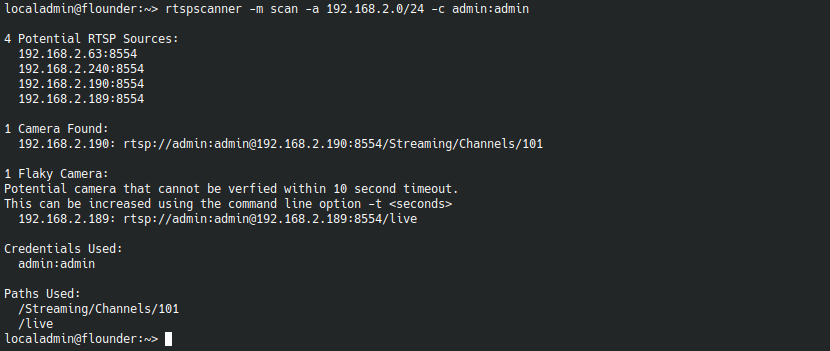 localadmin@flounder:~> rtspscanner -m scan -a 192.168.2.0/24 -c admin:admin
4 Potential RTSP Sources:
192.168.2.63:8554
192.168.2.240:8554
192.168.2.190:8554
192.168.2.189:8554
1 Camera Found:
192.168.2.190: rtsp://admin:admin@192.168.2.190:8554/Streaming/Channels/101
1 Flaky Camera:
Potential camera that cannot be verfied within 10 second timeout.
This can be increased using the command line option -t <seconds>
192.168.2.189: rtsp://admin:admin@192.168.2.189:8554/live
Credentials Used:
admin:admin
Paths Used:
/Streaming/Channels/101
/live
localadmin@flounder:~>